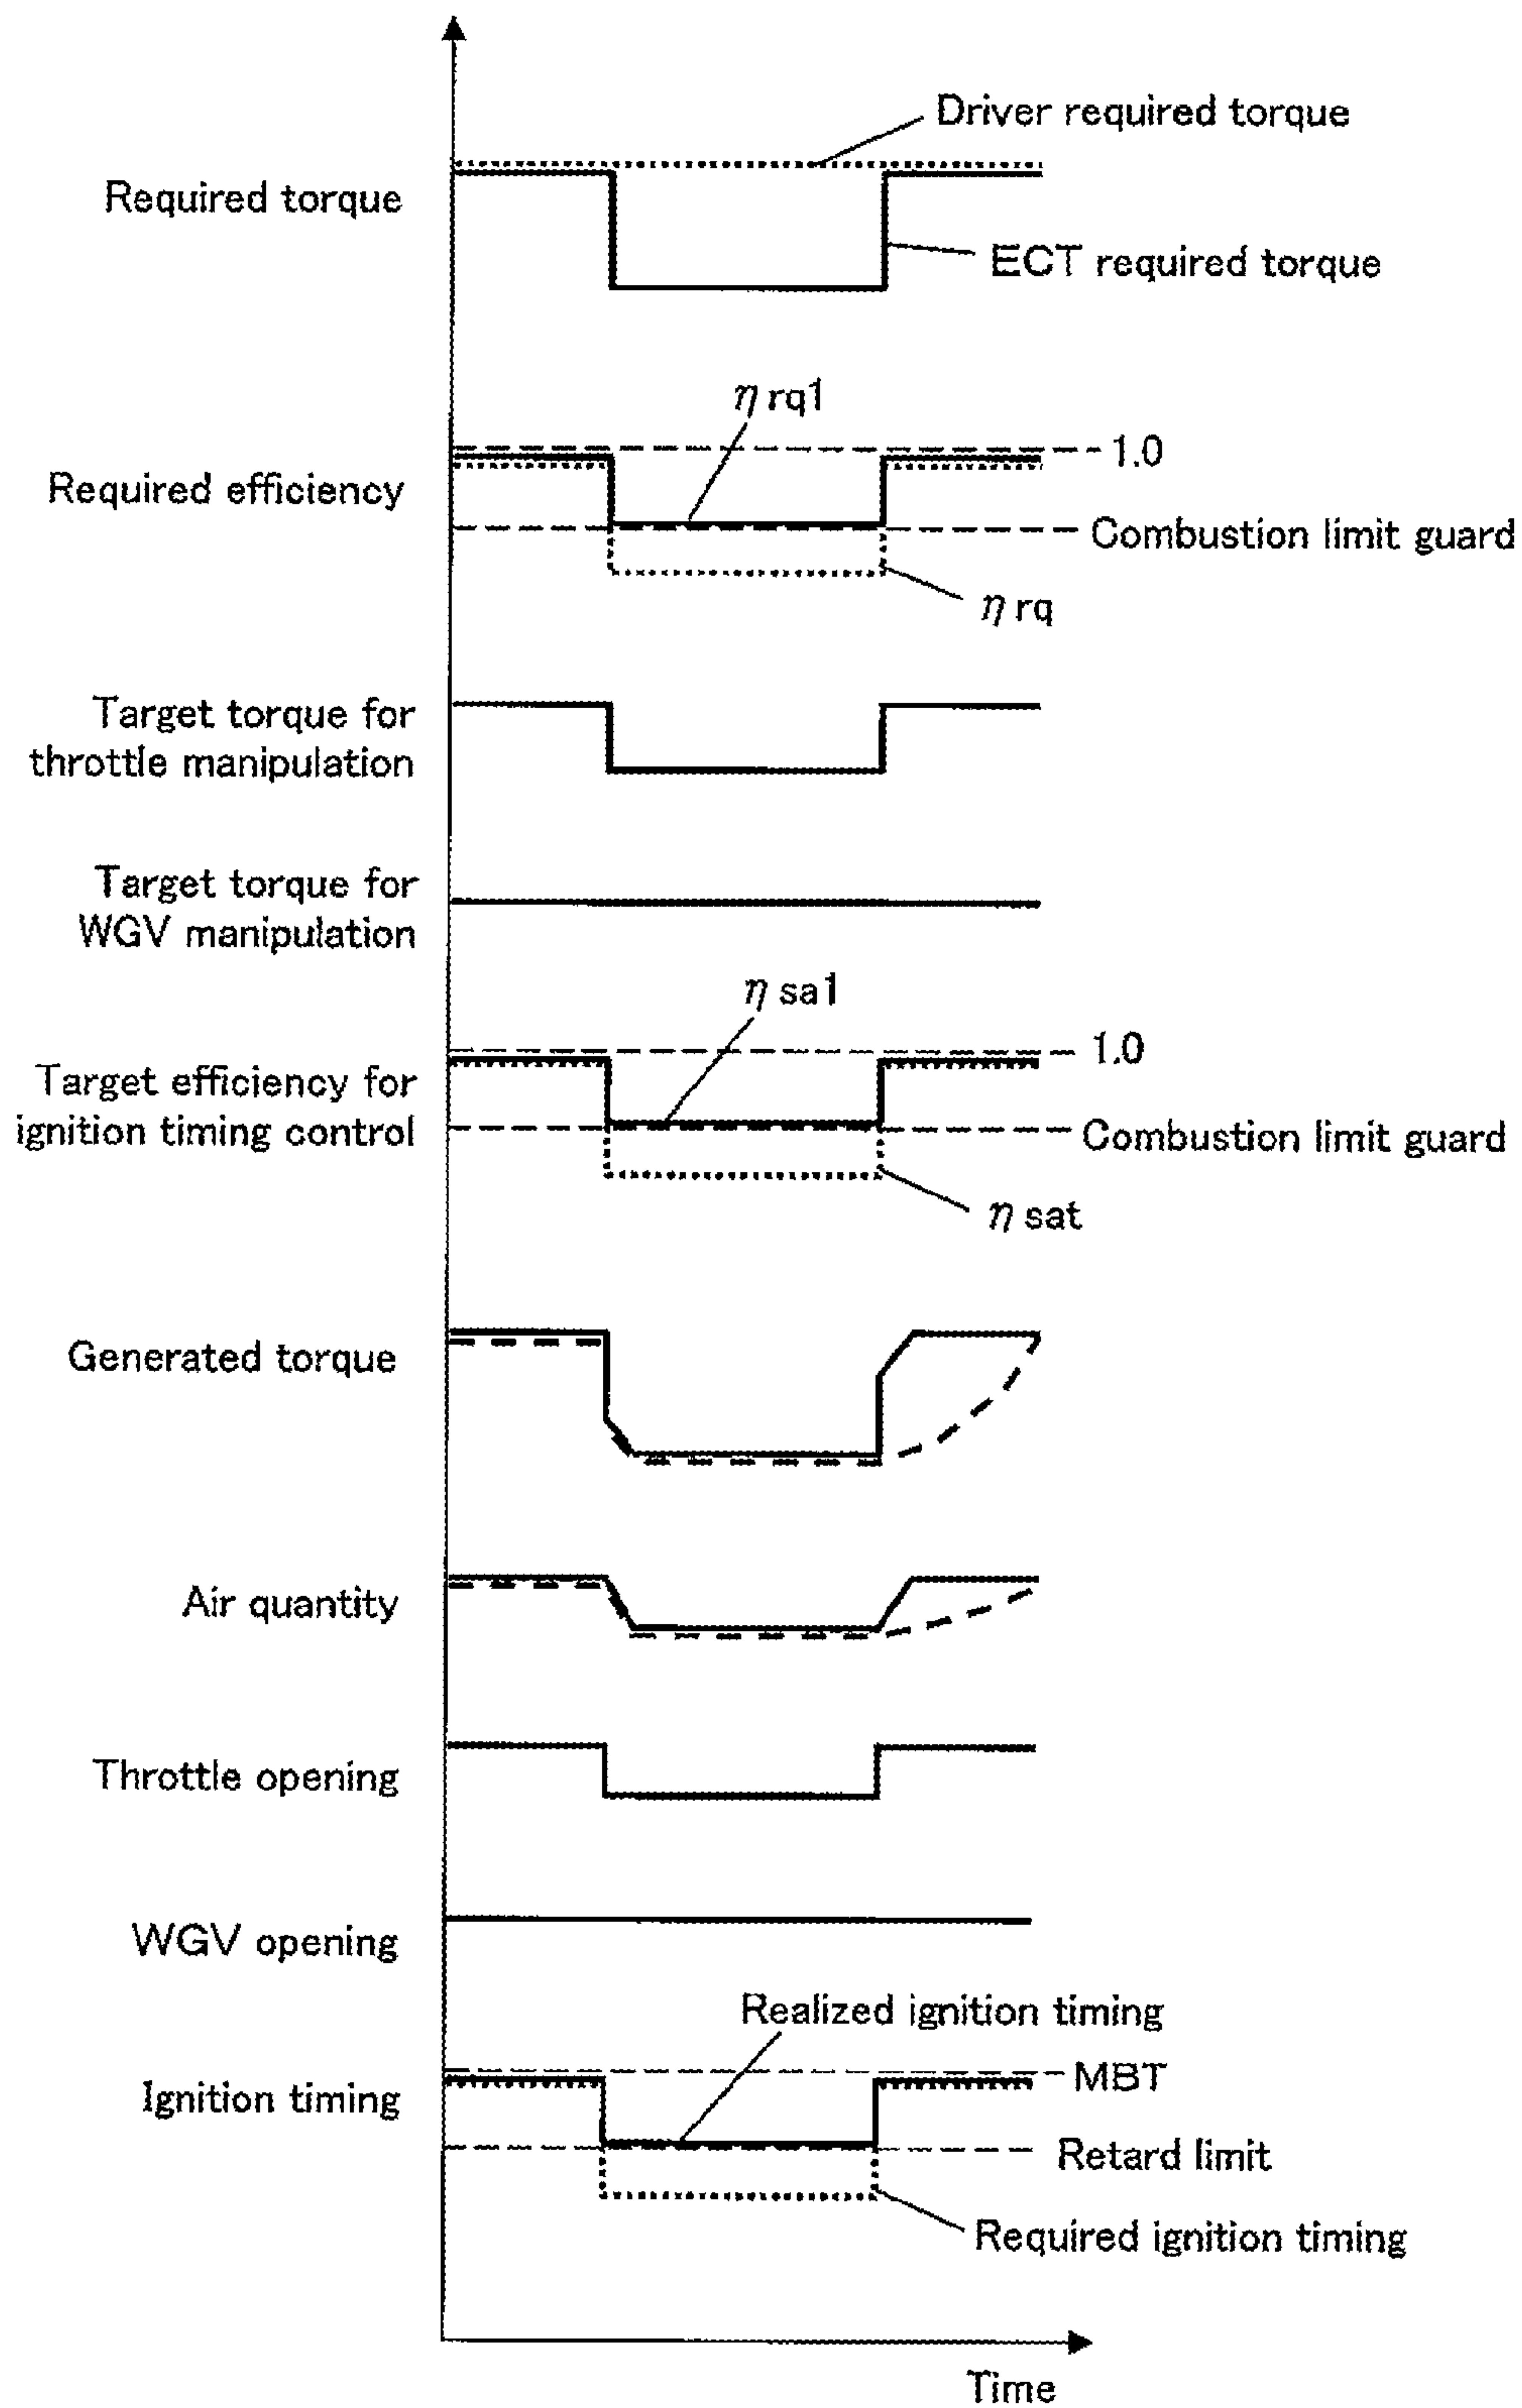 Driver required torque
Required torque
ECT required torque
η rq1
1.0
Required efficiency
Combustion limit guard
η rq
Target torque for
throttle manipulation
Target torque for
WGV manipulation
η sa1
1.0
Target efficiency for
ignition timing control
Combustion limit guard
η sat
Generated torque
Air quantity
Throttle opening
WGV opening
Realized ignition timing
MBT
Ignition timing
Retard limit
Required ignition timing
Time